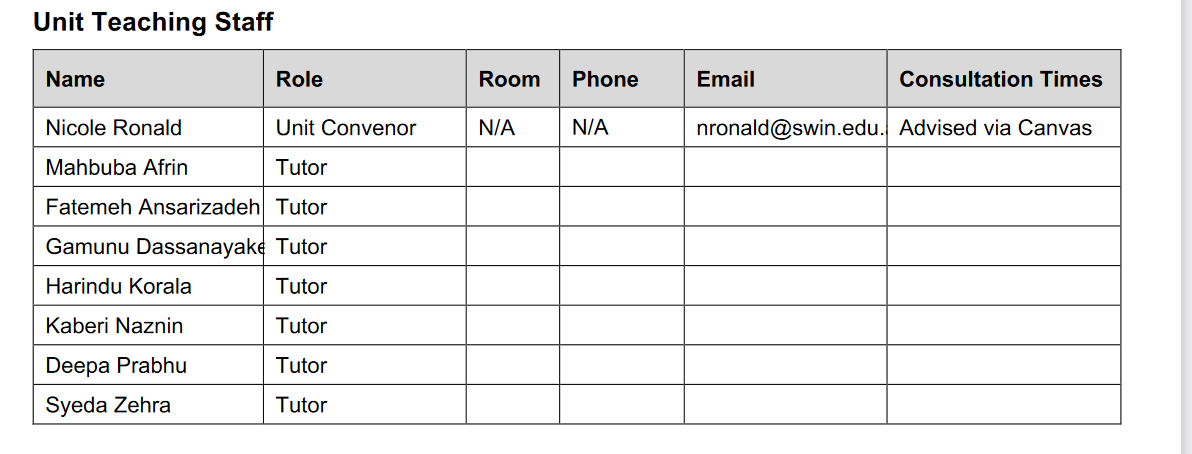 Unit Teaching Staff
Name Role Room Phone Email Consultation Times
Nicole Ronald Unit Convenor N/A N/A nronald@swin.edu. Advised via Canvas
Mahbuba Afrin Tutor
Fatemeh Ansarizadeh Tutor
Gamunu Dassanayake Tutor
Harindu Korala Tutor
Kaberi Naznin Tutor
Deepa Prabhu Tutor
Syeda Zehra Tutor